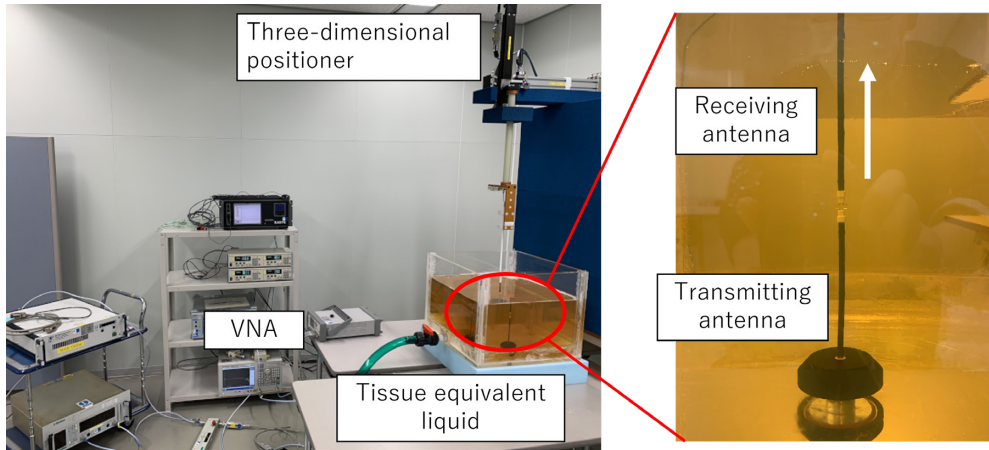 Three-dimensional
positioner
VNA
Tissue equivalent
liquid
Receiving
antenna
Transmitting
antenna